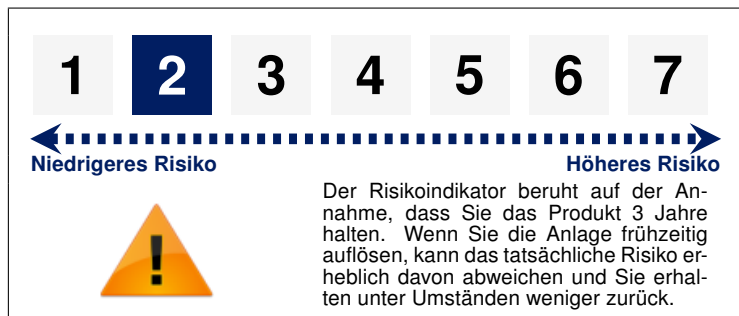 1 2 3 4 5 6 7
Niedrigeres Risiko Höheres Risiko
Der Risikoindikator beruht auf der An-
nahme, dass Sie das Produkt 3 Jahre
halten. Wenn Sie die Anlage frühzeitig
auflösen, kann das tatsächliche Risiko er-
heblich davon abweichen und Sie erhal-
ten unter Umständen weniger zurück.